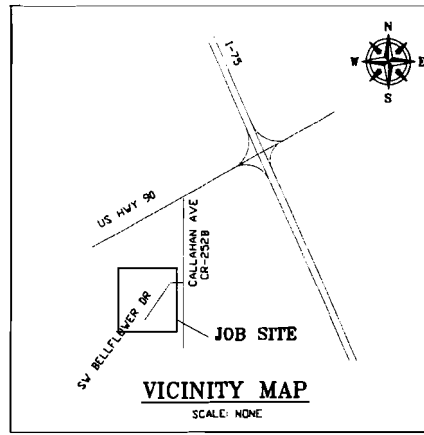 I-75
N
W E
S
US HWY 90
CALLAHAN AVE
CR-252B
SW BELLFLOWER DR
JOB SITE
VICINITY MAP
SCALE: NONE